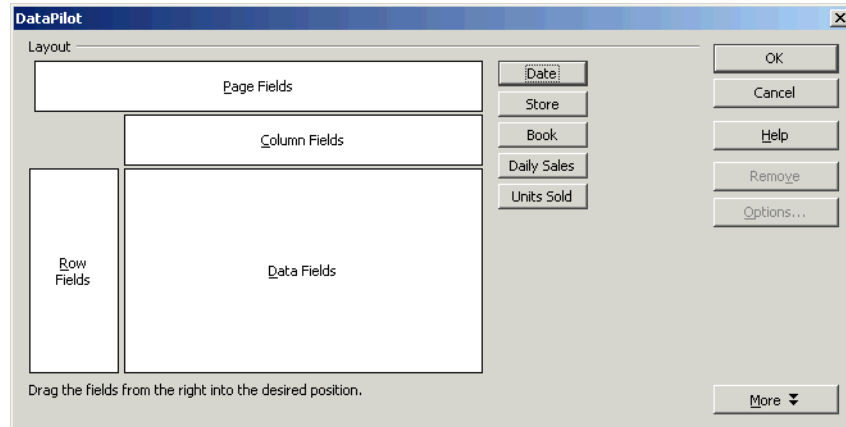 DataPilot
Layout
Page Fields
Column Fields
Row
Fields
Data Fields
Date
Store
Book
Daily Sales
Units Sold
OK
Cancel
Help
Remove
Options...
Drag the fields from the right into the desired position.
More